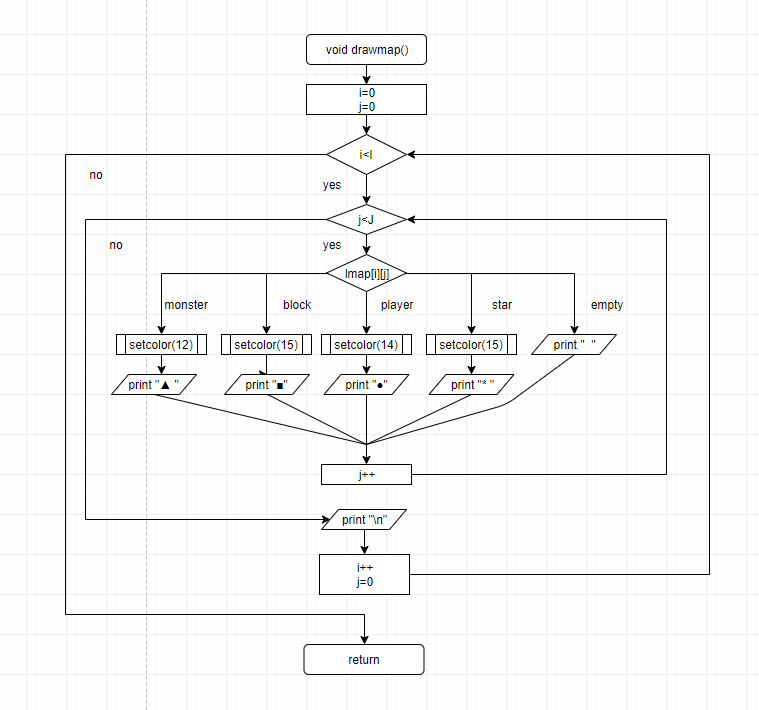 void drawmap()
i=0
j=0
i<I
no
yes
j<J
no
yes
lmap[i][j]
monster
block
player
star
empty
setcolor(12)
setcolor(15)
setcolor(14)
setcolor(15)
print "  "
print "▲ "
print "■"
print "●"
print "* "
j++
print "\n"
i++
j=0
return